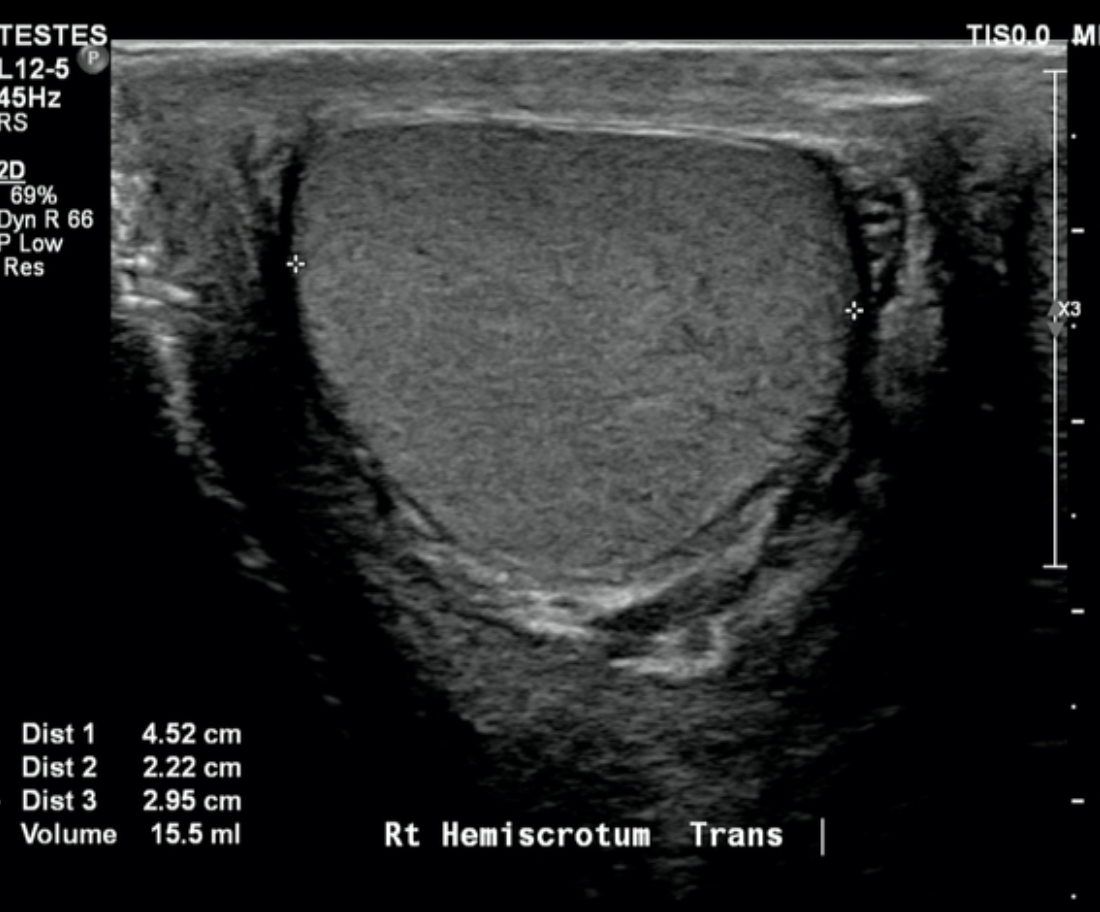 TESTES
TIS0.0 MI
P
L12-5
45Hz
RS
2D
69%
Dyn R 66
P Low
Res
X3
Dist 1 4.52 cm
Dist 2 2.22 cm
Dist 3 2.95 cm
Volume 15.5 ml
Rt Hemiscrotum Trans